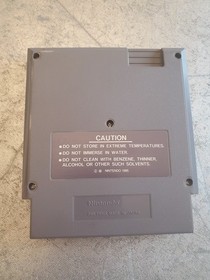 CAUTION
●DO NOT STORE IN EXTREME TEMPERATURES.
●DO NOT IMMERSE IN WATER.
●DO NOT CLEAN WITH BENZENE, THINNER,
ALCOHOL OR OTHER SUCH SOLVENTS.
Nintendo